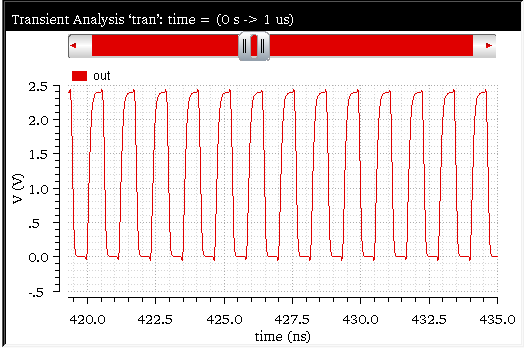 Transient Analysis ‘tran’: time = (0 s -> 1 us)
out
2.5
2.0
1.5
1.0
.5
0.0
-.5
V (V)
420.0 422.5 425.0 427.5 430.0 432.5 435.0
time (ns)